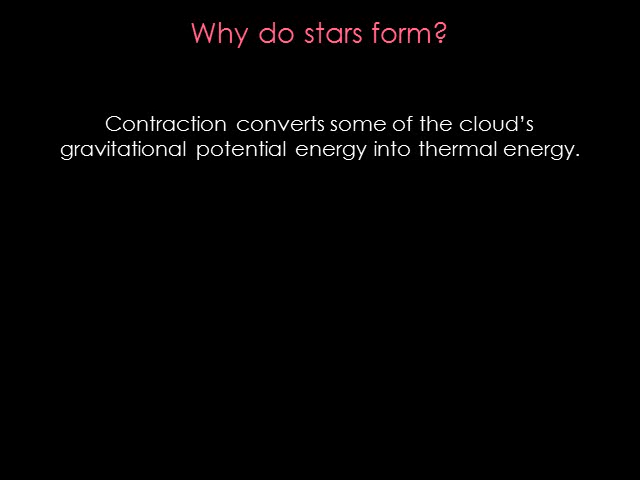 Why do stars form?
Contraction converts some of the cloud’s
gravitational potential energy into thermal energy.